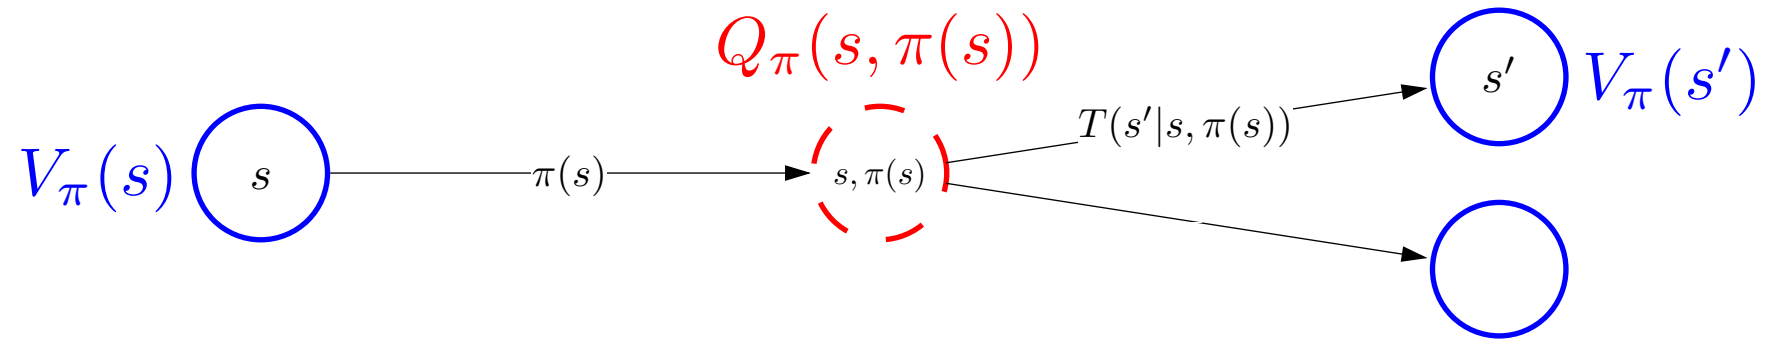 V_π(s)
s
π(s)
Q_π(s, π(s))
s, π(s)
T(s′|s, π(s))
s′
V_π(s′)